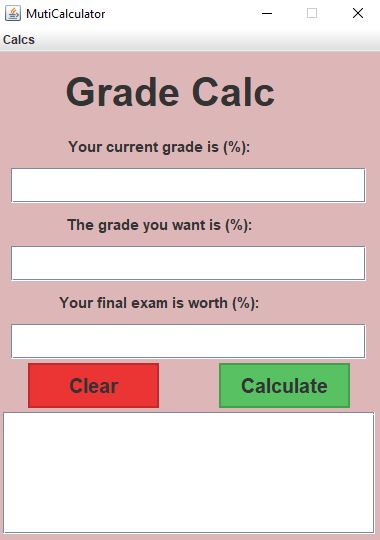 MutiCalculator
Calcs
Grade Calc
Your current grade is (%):
The grade you want is (%):
Your final exam is worth (%):
Clear Calculate